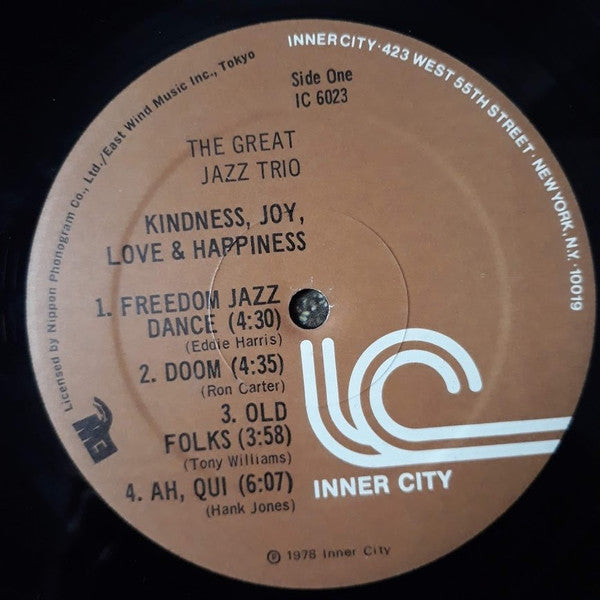 INNER CITY · 423 WEST 55TH STREET · NEW YORK, N.Y. 10019
Side One
IC 6023
THE GREAT
JAZZ TRIO
KINDNESS, JOY,
LOVE & HAPPINESS
1. FREEDOM JAZZ
DANCE (4:30)
(Eddie Harris)
2. DOOM (4:35)
(Ron Carter)
3. OLD
FOLKS (3:58)
(Tony Williams)
4. AH, QUI (6:07)
(Hank Jones)
IC
INNER CITY
℗ 1978 Inner City
Licensed by Nippon Phonogram Co., Ltd./East Wind Music Inc., Tokyo